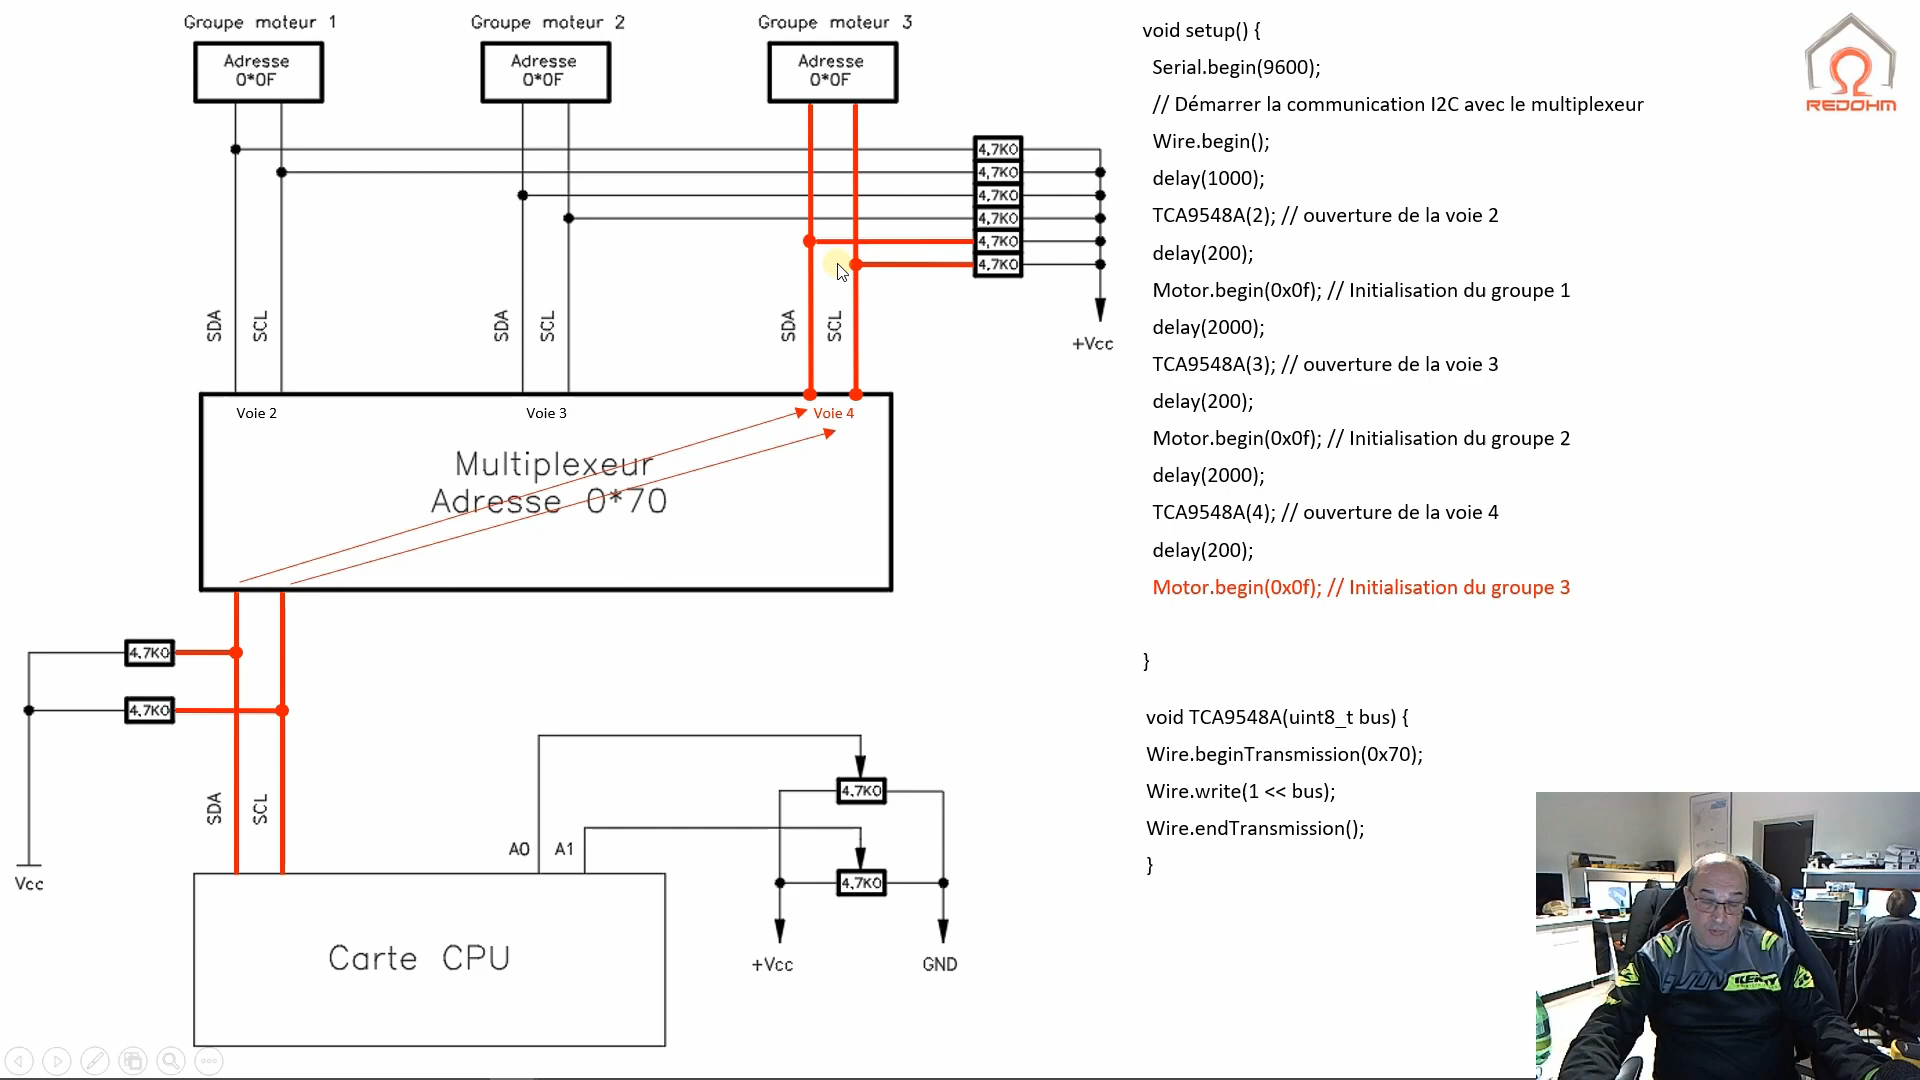 Groupe moteur 1
Groupe moteur 2
Groupe moteur 3
Adresse
0*0F
Adresse
0*0F
Adresse
0*0F
4,7KO
4,7KO
4,7KO
4,7KO
4,7KO
4,7KO
SDA
SCL
SDA
SCL
SDA
SCL
+Vcc
Voie 2
Voie 3
Voie 4
Multiplexeur
Adresse 0*70
4,7KO
4,7KO
SDA
SCL
Vcc
A0
A1
4,7KO
4,7KO
+Vcc
GND
Carte CPU
void setup() {
Serial.begin(9600);
// Démarrer la communication I2C avec le multiplexeur
Wire.begin();
delay(1000);
TCA9548A(2); // ouverture de la voie 2
delay(200);
Motor.begin(0x0f); // Initialisation du groupe 1
delay(2000);
TCA9548A(3); // ouverture de la voie 3
delay(200);
Motor.begin(0x0f); // Initialisation du groupe 2
delay(2000);
TCA9548A(4); // ouverture de la voie 4
delay(200);
Motor.begin(0x0f); // Initialisation du groupe 3
}
void TCA9548A(uint8_t bus) {
Wire.beginTransmission(0x70);
Wire.write(1 << bus);
Wire.endTransmission();
}
REDOHM